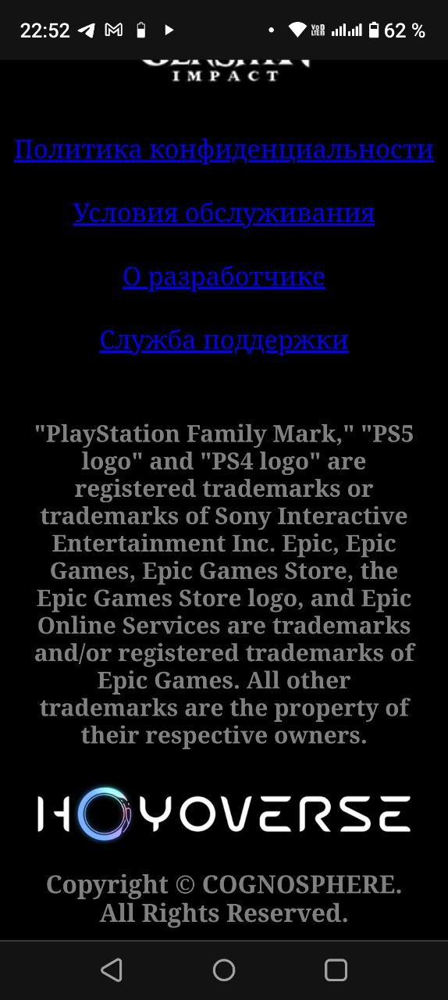 22:52
VoD
LTE
62 %
GENSHIN
IMPACT
Политика конфиденциальности
Условия обслуживания
О разработчике
Служба поддержки
"PlayStation Family Mark," "PS5
logo" and "PS4 logo" are
registered trademarks or
trademarks of Sony Interactive
Entertainment Inc. Epic, Epic
Games, Epic Games Store, the
Epic Games Store logo, and Epic
Online Services are trademarks
and/or registered trademarks of
Epic Games. All other
trademarks are the property of
their respective owners.
HOYOVERSE
Copyright © COGNOSPHERE.
All Rights Reserved.